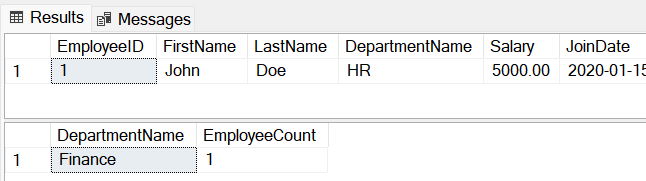 Results Messages
EmployeeID FirstName LastName DepartmentName Salary JoinDate
1 1 John Doe HR 5000.00 2020-01-15
DepartmentName EmployeeCount
1 Finance 1